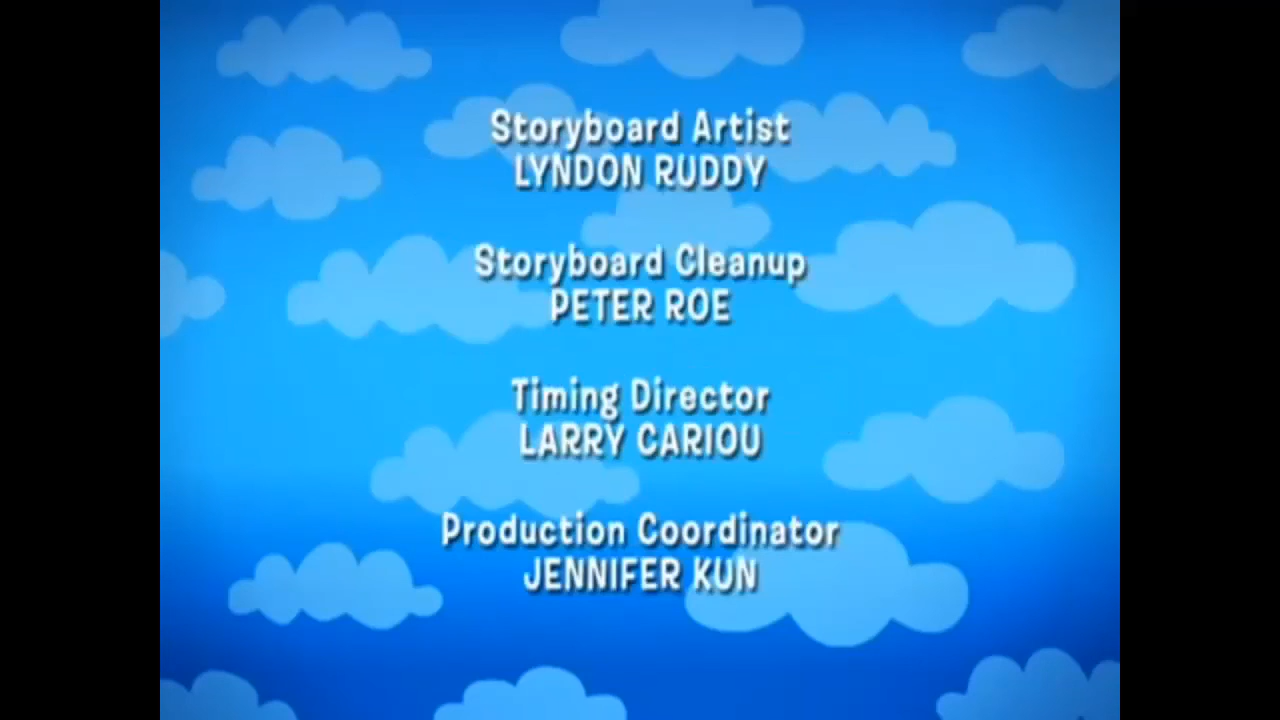 Storyboard Artist
LYNDON RUDDY
Storyboard Cleanup
PETER ROE
Timing Director
LARRY CARIOU
Production Coordinator
JENNIFER KUN